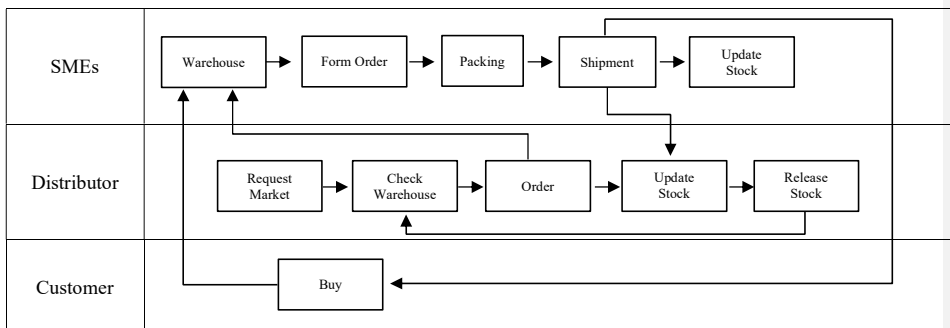 SMEs
Warehouse
Form Order
Packing
Shipment
Update
Stock
Distributor
Request
Market
Check
Warehouse
Order
Update
Stock
Release
Stock
Customer
Buy